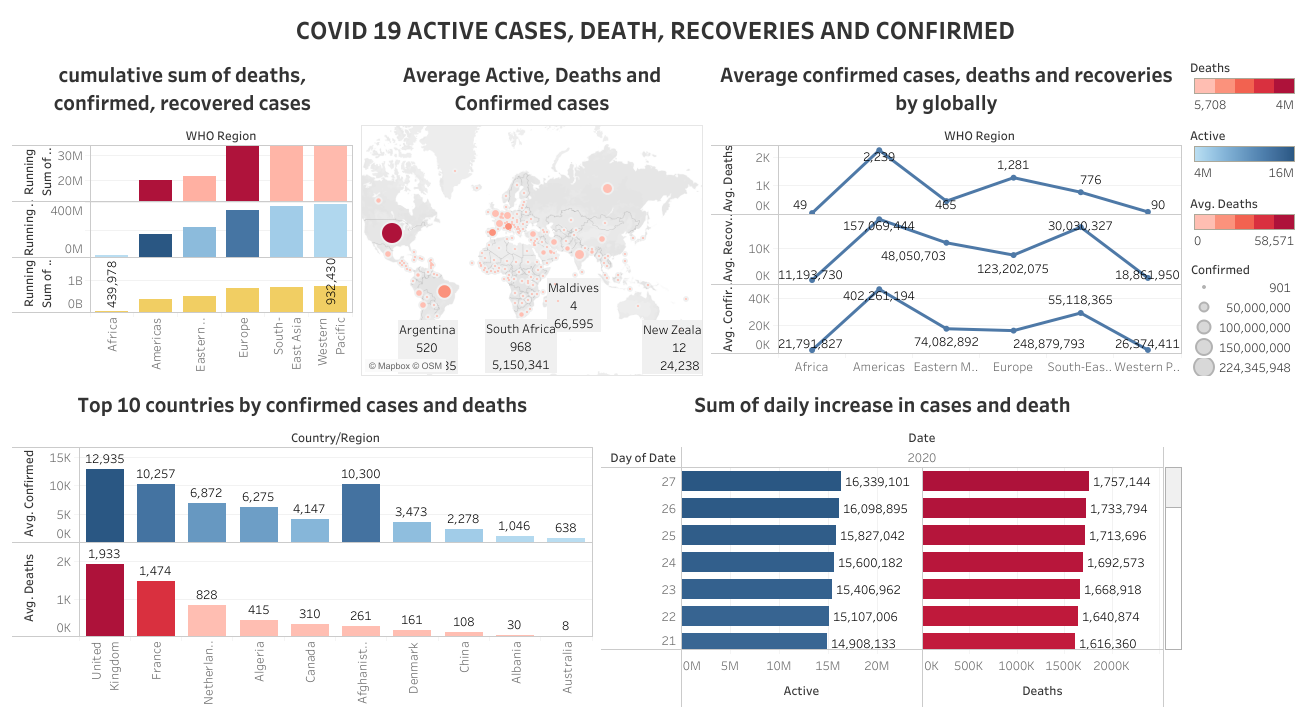 COVID 19 ACTIVE CASES, DEATH, RECOVERIES AND CONFIRMED
cumulative sum of deaths,
confirmed, recovered cases
WHO Region
Running
Sum of ..
30M
20M
Running..
400M
0M
Running
Sum of ..
1B
0B
439,978
932,430
Africa
Americas
Eastern ..
Europe
South-
East Asia
Western
Pacific
Average Active, Deaths and
Confirmed cases
Maldives
4
66,595
Argentina
520
35
South Africa
968
5,150,341
New Zeala
12
24,238
© Mapbox © OSM
Average confirmed cases, deaths and recoveries
by globally
WHO Region
Avg. Deaths
2K
1K
0K
49
2,239
465
1,281
776
90
Avg. Recov..
10K
0K
11,193,730
157,069,444
48,050,703
123,202,075
30,030,327
18,861,950
Avg. Confir..
40K
20K
0K
21,791,827
402,261,194
74,082,892
248,879,793
55,118,365
26,374,411
Africa
Americas
Eastern M..
Europe
South-Eas..
Western P..
Deaths
5,708
4M
Active
4M
16M
Avg. Deaths
0
58,571
Confirmed
901
50,000,000
100,000,000
150,000,000
224,345,948
Top 10 countries by confirmed cases and deaths
Country/Region
Avg. Confirmed
15K
10K
5K
0K
12,935
10,257
6,872
6,275
4,147
10,300
3,473
2,278
1,046
638
Avg. Deaths
2K
1K
0K
1,933
1,474
828
415
310
261
161
108
30
8
United
Kingdom
France
Netherlan..
Algeria
Canada
Afghanist..
Denmark
China
Albania
Australia
Sum of daily increase in cases and death
Date
Day of Date
2020
27
16,339,101
1,757,144
26
16,098,895
1,733,794
25
15,827,042
1,713,696
24
15,600,182
1,692,573
23
15,406,962
1,668,918
22
15,107,006
1,640,874
21
14,908,133
1,616,360
0M
5M
10M
15M
20M
0K
500K
1000K
1500K
2000K
Active
Deaths